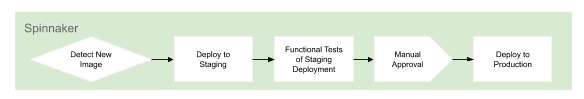 Spinnaker
Detect New
Image
Deploy to
Staging
Functional Tests
of Staging
Deployment
Manual
Approval
Deploy to
Production